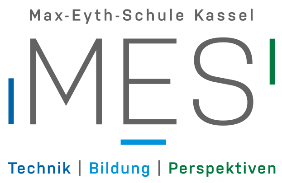 Max-Eyth-Schule Kassel
MES
Technik | Bildung | Perspektiven